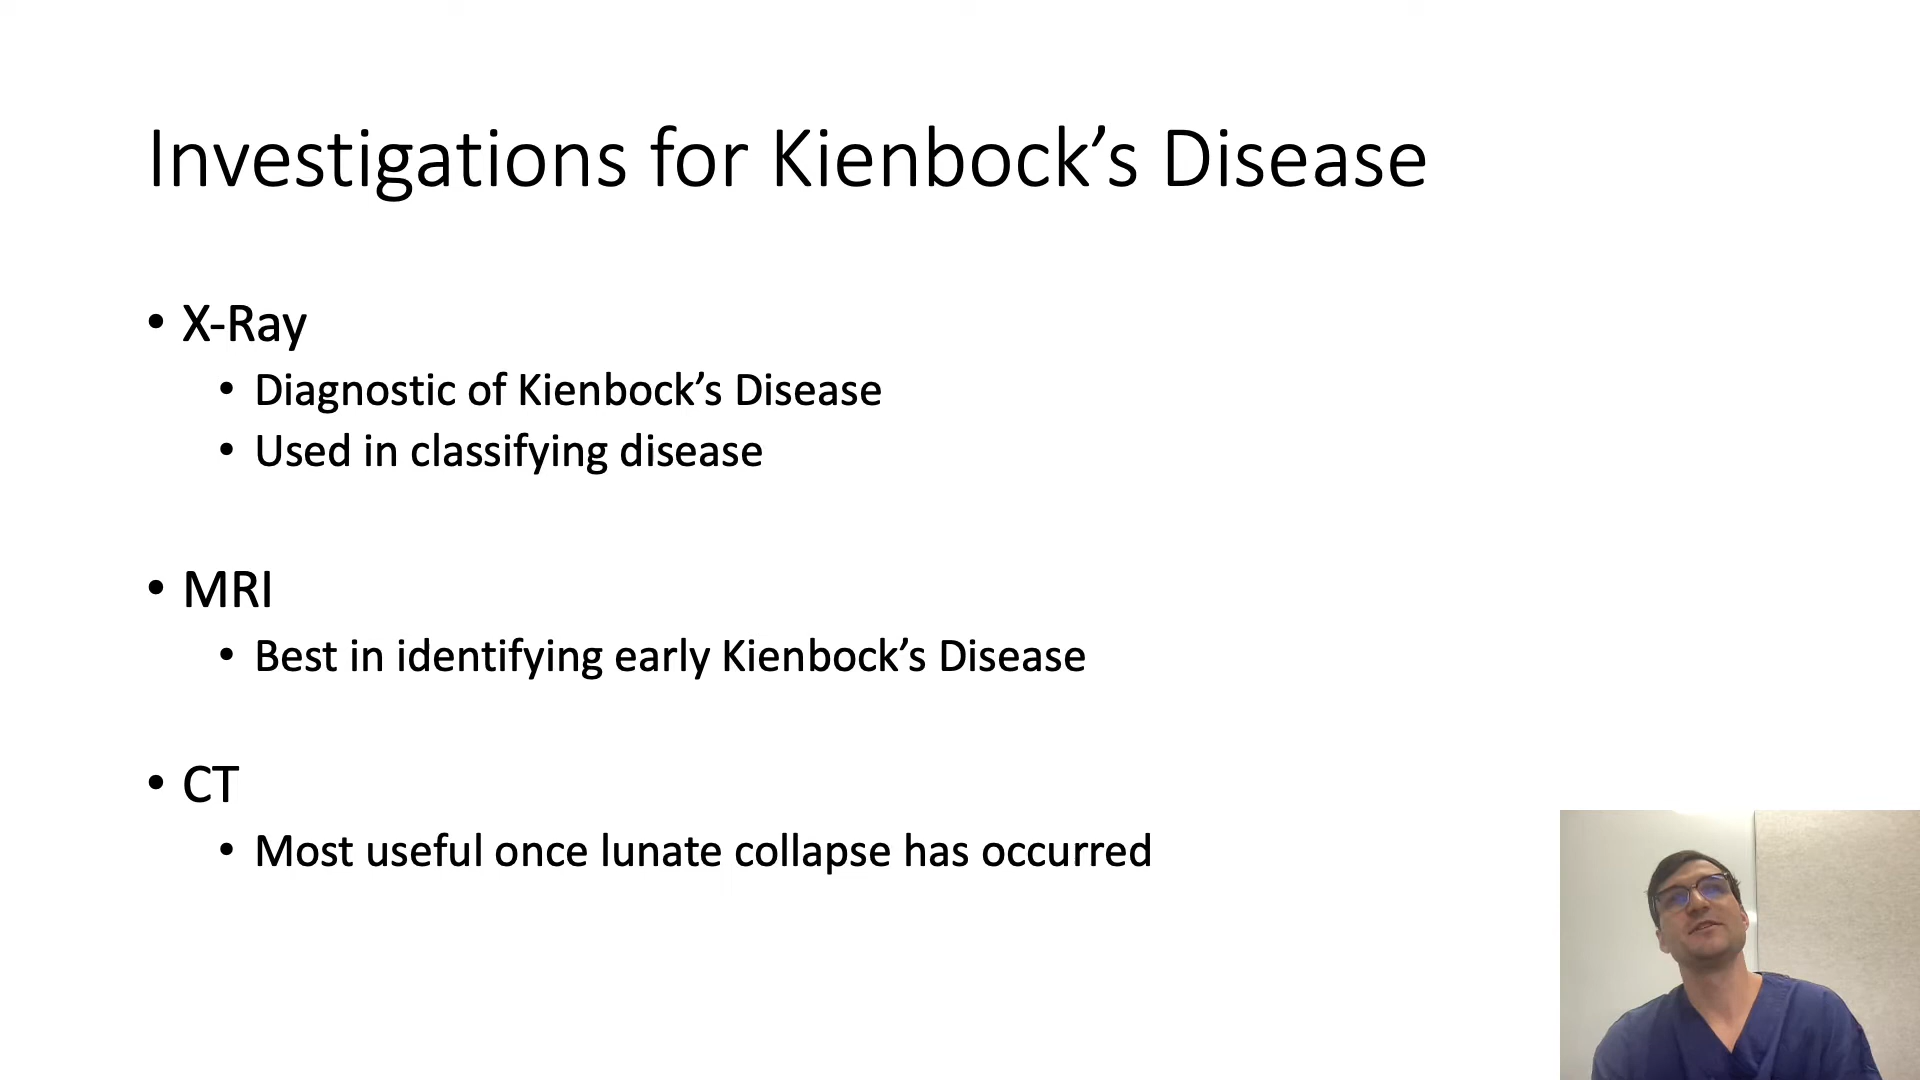 Investigations for Kienbock’s Disease
• X-Ray
• Diagnostic of Kienbock’s Disease
• Used in classifying disease
• MRI
• Best in identifying early Kienbock’s Disease
• CT
• Most useful once lunate collapse has occurred